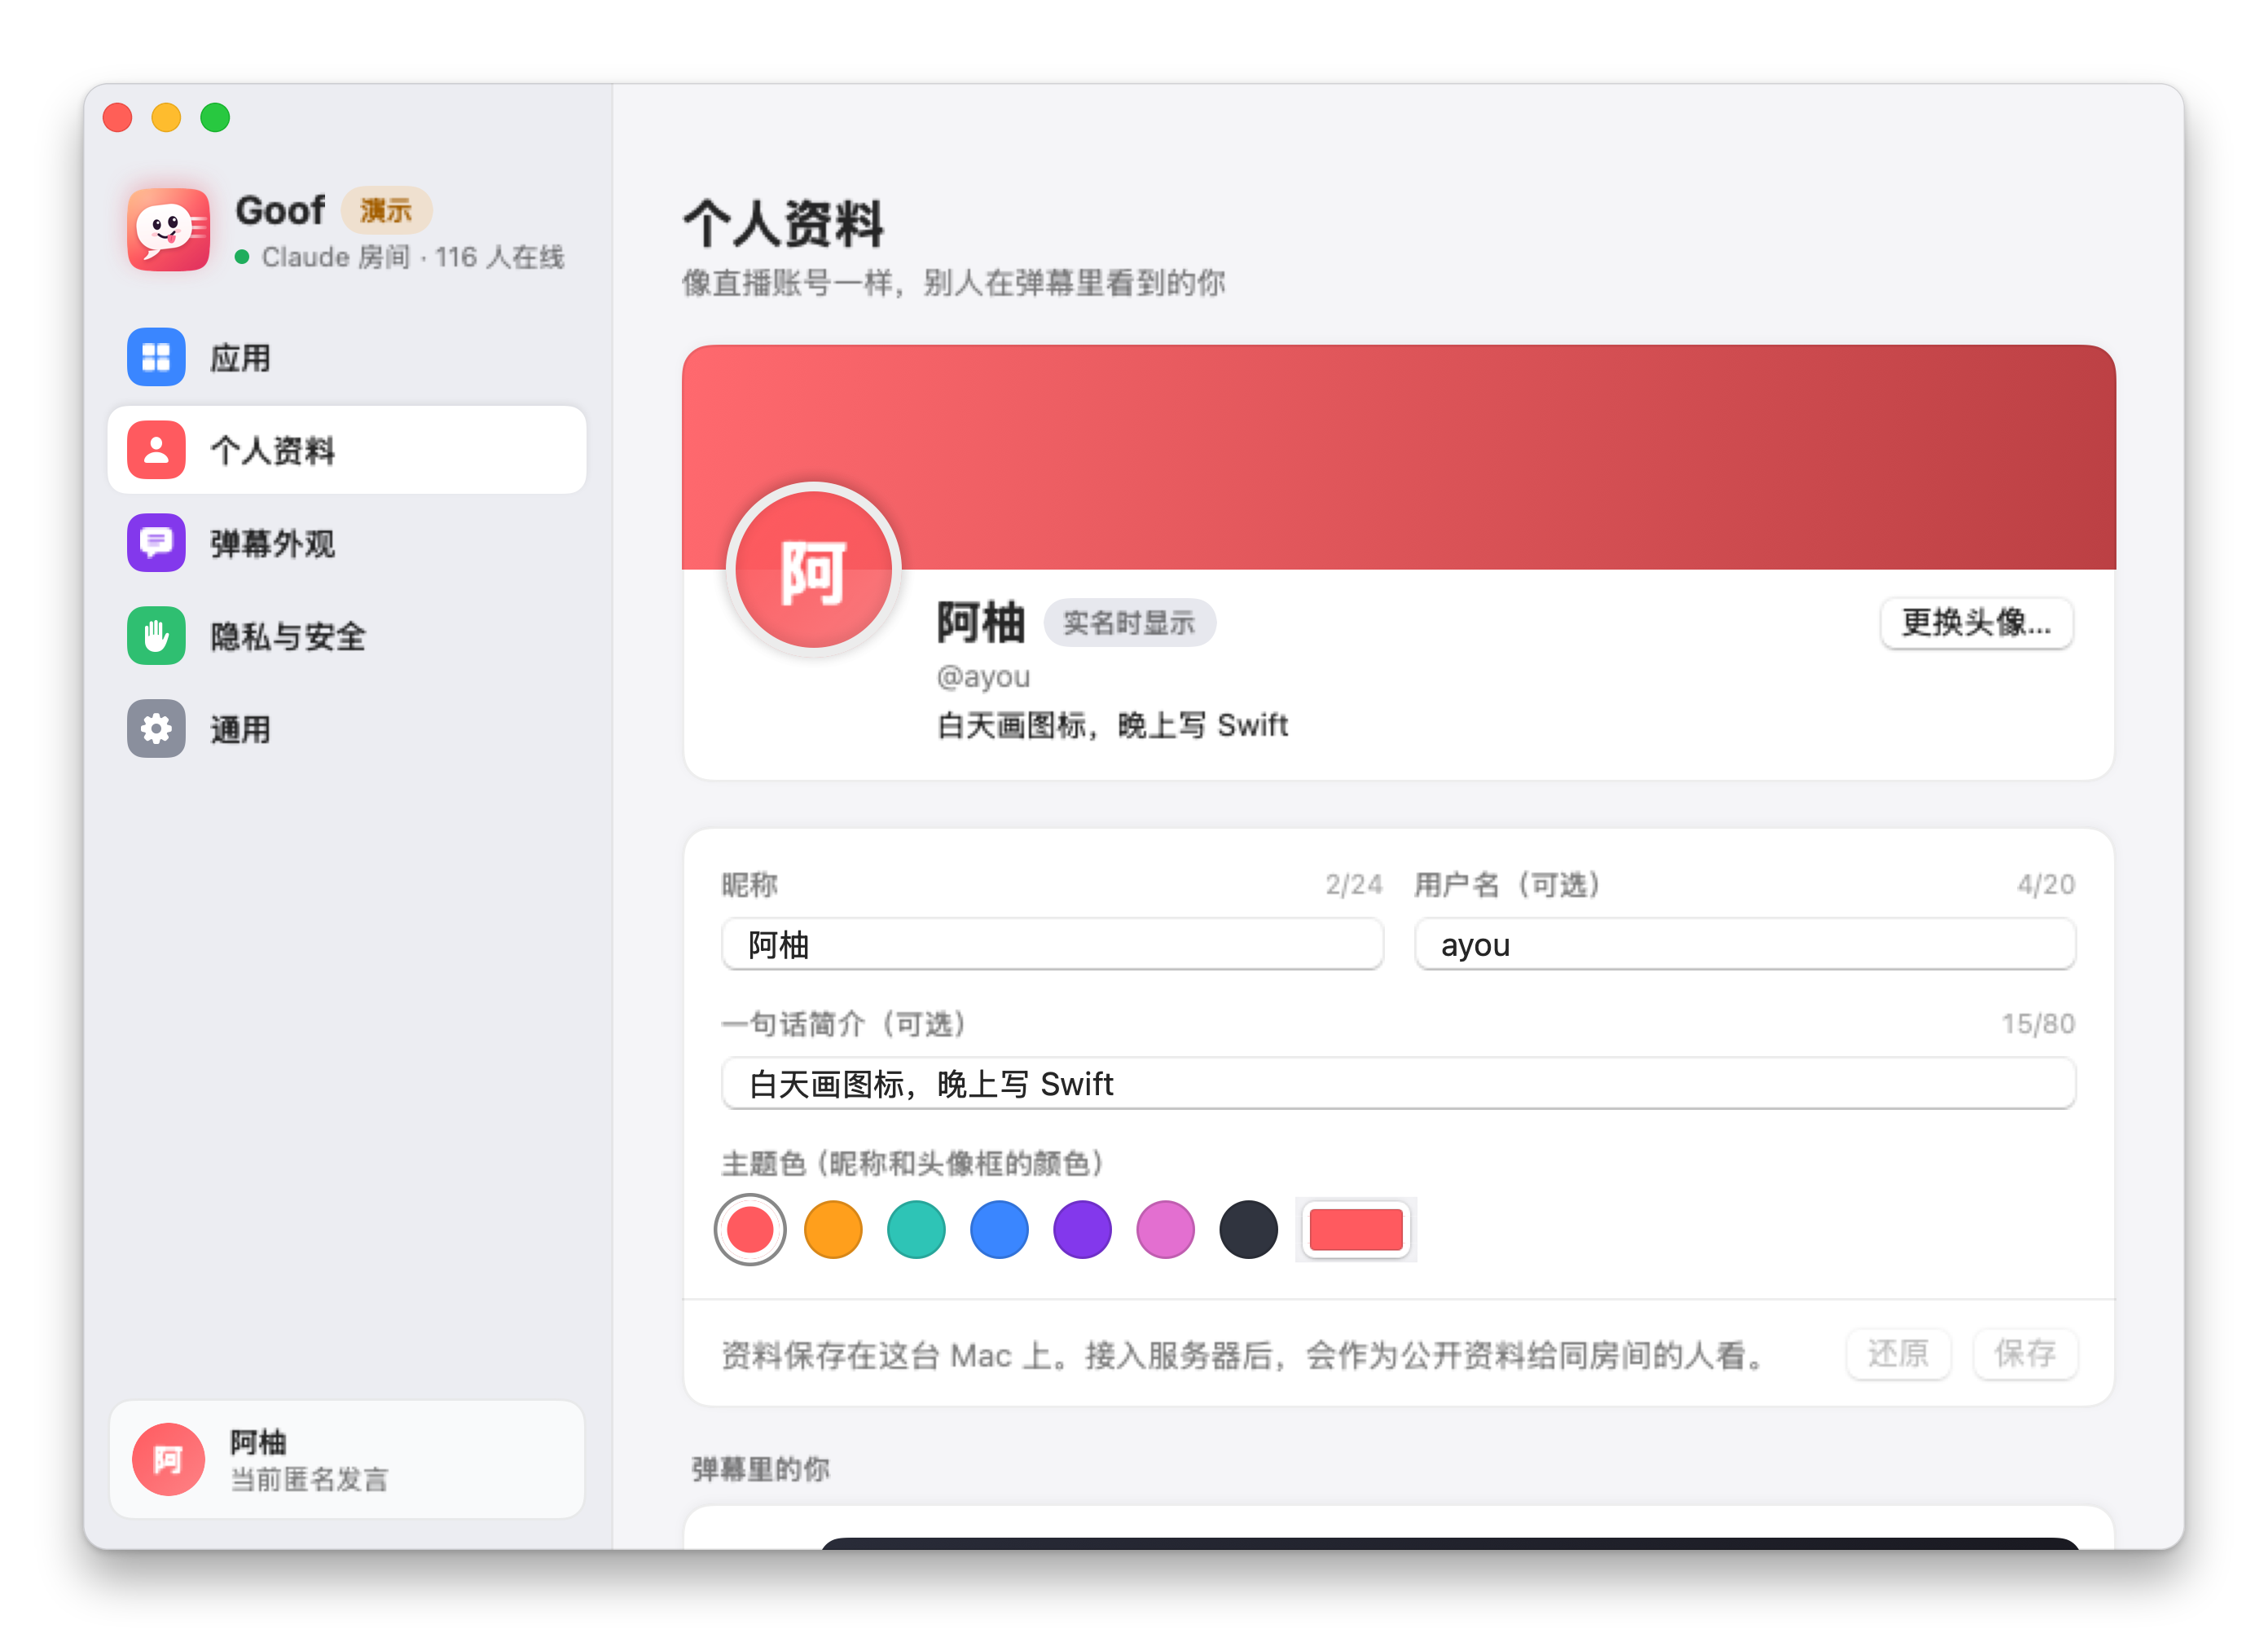 Goof 演示
Claude 房间 · 116 人在线
应用
个人资料
弹幕外观
隐私与安全
通用
阿
阿柚
当前匿名发言
个人资料
像直播账号一样，别人在弹幕里看到的你
阿
阿柚 实名时显示
更换头像...
@ayou
白天画图标，晚上写 Swift
昵称 2/24
用户名（可选） 4/20
阿柚
ayou
一句话简介（可选） 15/80
白天画图标，晚上写 Swift
主题色（昵称和头像框的颜色）
资料保存在这台 Mac 上。接入服务器后，会作为公开资料给同房间的人看。
还原 保存
弹幕里的你